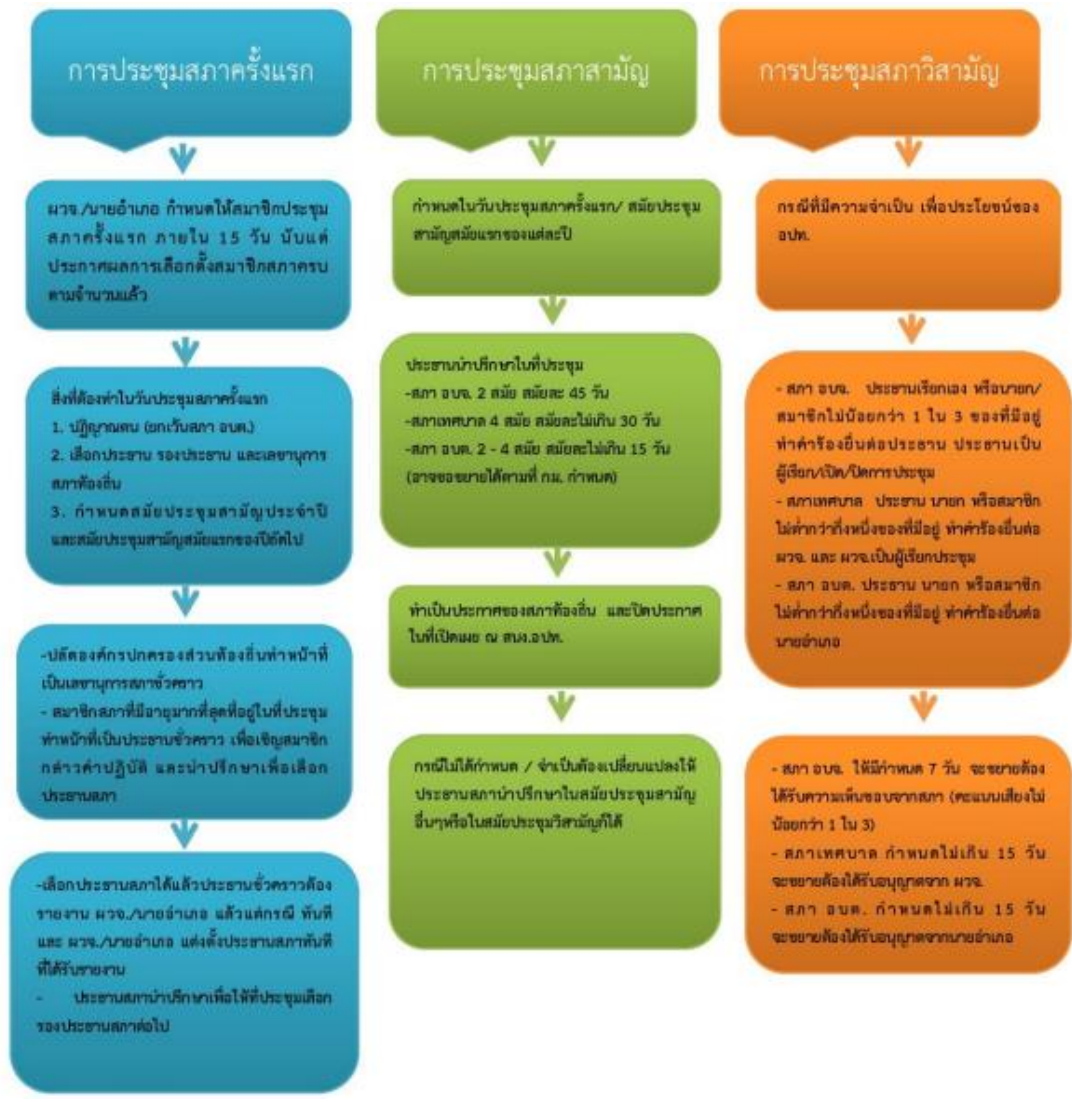 การประชุมสภาครั้งแรก
ผวจ./นายอำเภอ กำหนดให้สมาชิกประชุม
สภาครั้งแรก ภายใน 15 วัน นับแต่
ประกาศผลการเลือกตั้งสมาชิกสภาครบ
ตามจำนวนแล้ว
สิ่งที่ต้องทำในวันประชุมสภาครั้งแรก
1. ปฏิญาณตน (ยกเว้นสภา อบต.)
2. เลือกประธาน รองประธาน และเลขานุการ
สภาท้องถิ่น
3. กำหนดสมัยประชุมสามัญประจำปี
และสมัยประชุมสามัญสมัยแรกของปีถัดไป
-ปลัดองค์กรปกครองส่วนท้องถิ่นทำหน้าที่
เป็นเลขานุการสภาชั่วคราว
- สมาชิกสภาที่มีอายุมากที่สุดที่อยู่ในที่ประชุม
ทำหน้าที่เป็นประธานชั่วคราว เพื่อเชิญสมาชิก
กล่าวคำปฏิบัติ และนำปรึกษาเพื่อเลือก
ประธานสภา
-เลือกประธานสภาได้แล้วประธานชั่วคราวต้อง
รายงาน ผวจ./นายอำเภอ แล้วแต่กรณี ทันที
และ ผวจ./นายอำเภอ แต่งตั้งประธานสภาทันที
ที่ได้รับรายงาน
- ประธานสภานำปรึกษาเพื่อให้ที่ประชุมเลือก
รองประธานสภาต่อไป
การประชุมสภาสามัญ
กำหนดในวันประชุมสภาครั้งแรก/ สมัยประชุม
สามัญสมัยแรกของแต่ละปี
ประธานนำปรึกษาในที่ประชุม
-สภา อบจ. 2 สมัย สมัยละ 45 วัน
-สภาเทศบาล 4 สมัย สมัยละไม่เกิน 30 วัน
-สภา อบต. 2 - 4 สมัย สมัยละไม่เกิน 15 วัน
(อาจขอขยายได้ตามที่ กม. กำหนด)
ทำเป็นประกาศของสภาท้องถิ่น และปิดประกาศ
ในที่เปิดเผย ณ สนง.อปท.
กรณีไม่ได้กำหนด / จำเป็นต้องเปลี่ยนแปลงให้
ประธานสภานำปรึกษาในสมัยประชุมสามัญ
อื่นๆหรือในสมัยประชุมวิสามัญก็ได้
การประชุมสภาวิสามัญ
กรณีที่มีความจำเป็น เพื่อประโยชน์ของ
อปท.
- สภา อบจ. ประธานเรียกเอง หรือนายก/
สมาชิกไม่น้อยกว่า 1 ใน 3 ของที่มีอยู่
ทำคำร้องยื่นต่อประธาน ประธานเป็น
ผู้เรียก/เปิด/ปิดการประชุม
- สภาเทศบาล ประธาน นายก หรือสมาชิก
ไม่ต่ำกว่ากึ่งหนึ่งของที่มีอยู่ ทำคำร้องยื่นต่อ
ผวจ. และ ผวจ.เป็นผู้เรียกประชุม
- สภา อบต. ประธาน นายก หรือสมาชิก
ไม่ต่ำกว่ากึ่งหนึ่งของที่มีอยู่ ทำคำร้องยื่นต่อ
นายอำเภอ
- สภา อบจ. ให้มีกำหนด 7 วัน จะขยายต้อง
ได้รับความเห็นชอบจากสภา (คะแนนเสียงไม่
น้อยกว่า 1 ใน 3)
- สภาเทศบาล กำหนดไม่เกิน 15 วัน
จะขยายต้องได้รับอนุญาตจาก ผวจ.
- สภา อบต. กำหนดไม่เกิน 15 วัน
จะขยายต้องได้รับอนุญาตจากนายอำเภอ